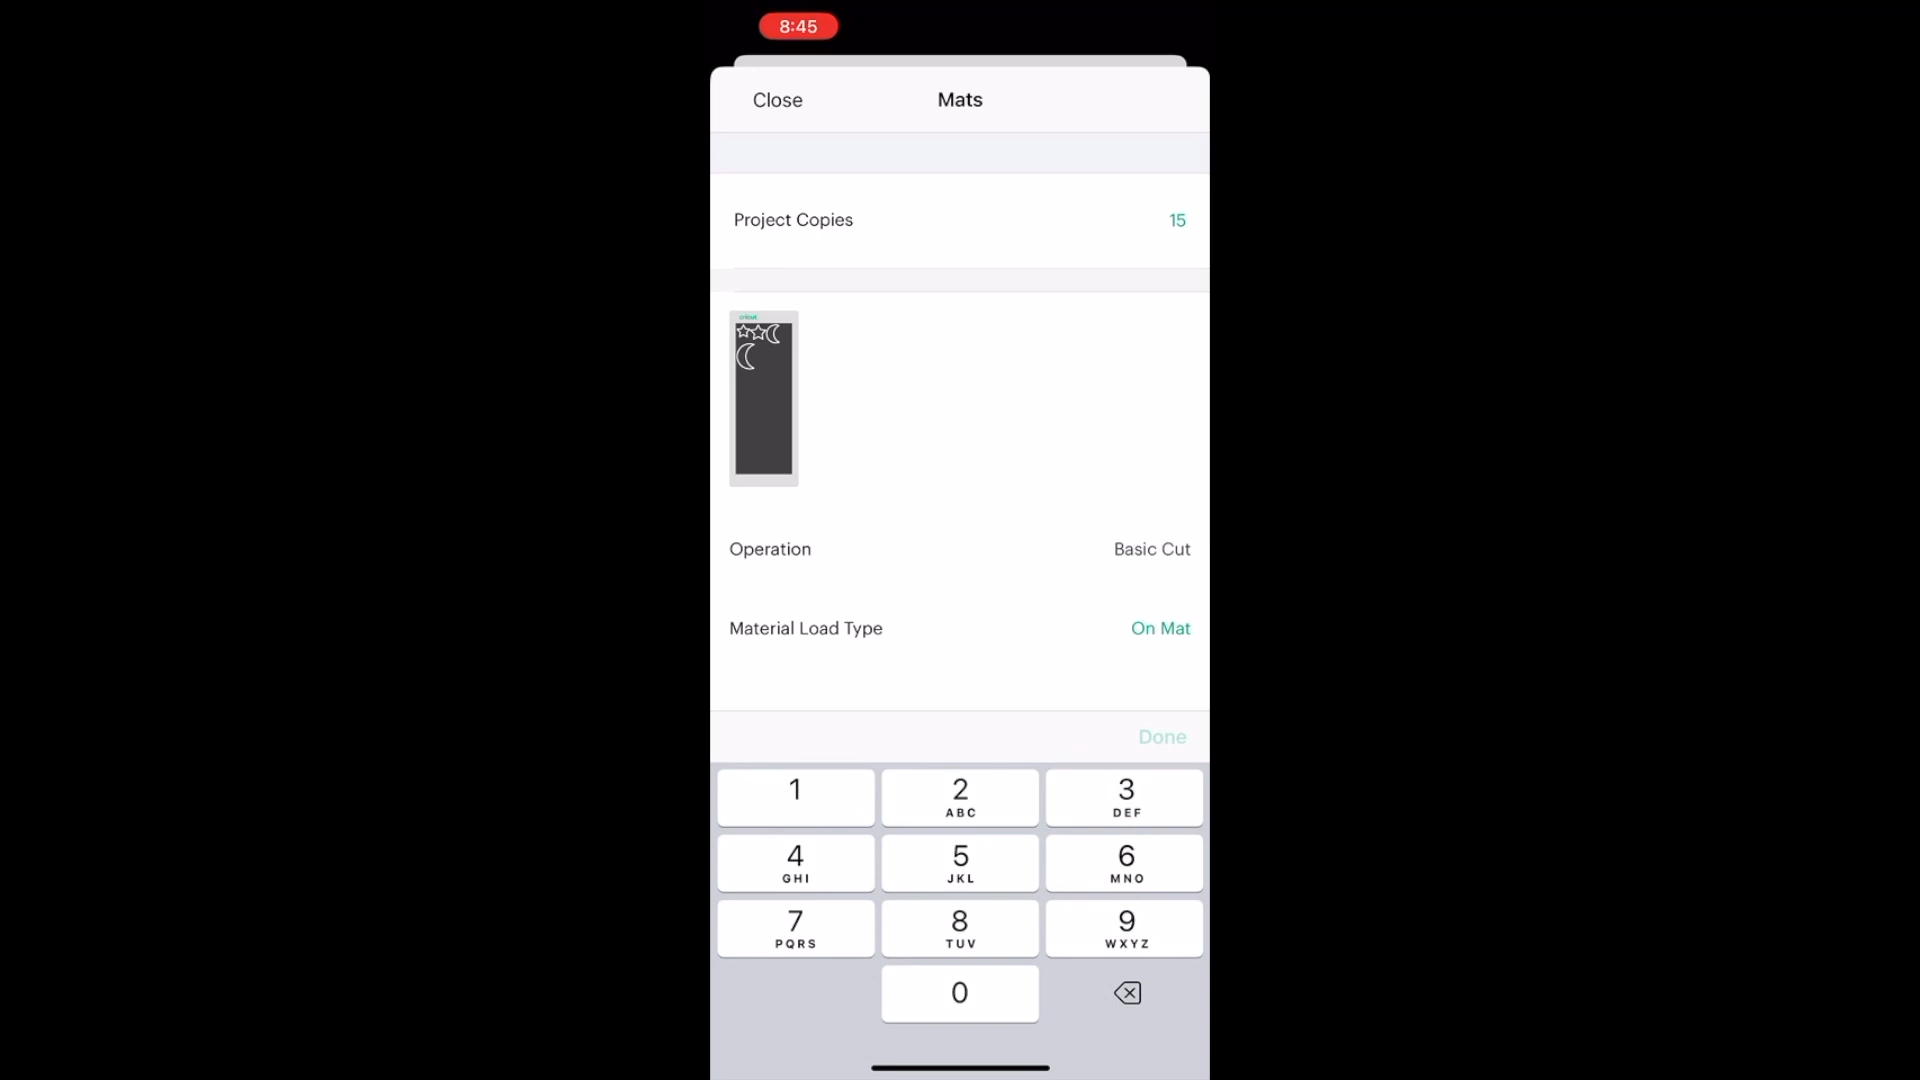 8:45
Close
Mats
Project Copies
15
cricut
Operation
Basic Cut
Material Load Type
On Mat
Done
1
2
ABC
3
DEF
4
GHI
5
JKL
6
MNO
7
PQRS
8
TUV
9
WXYZ
0